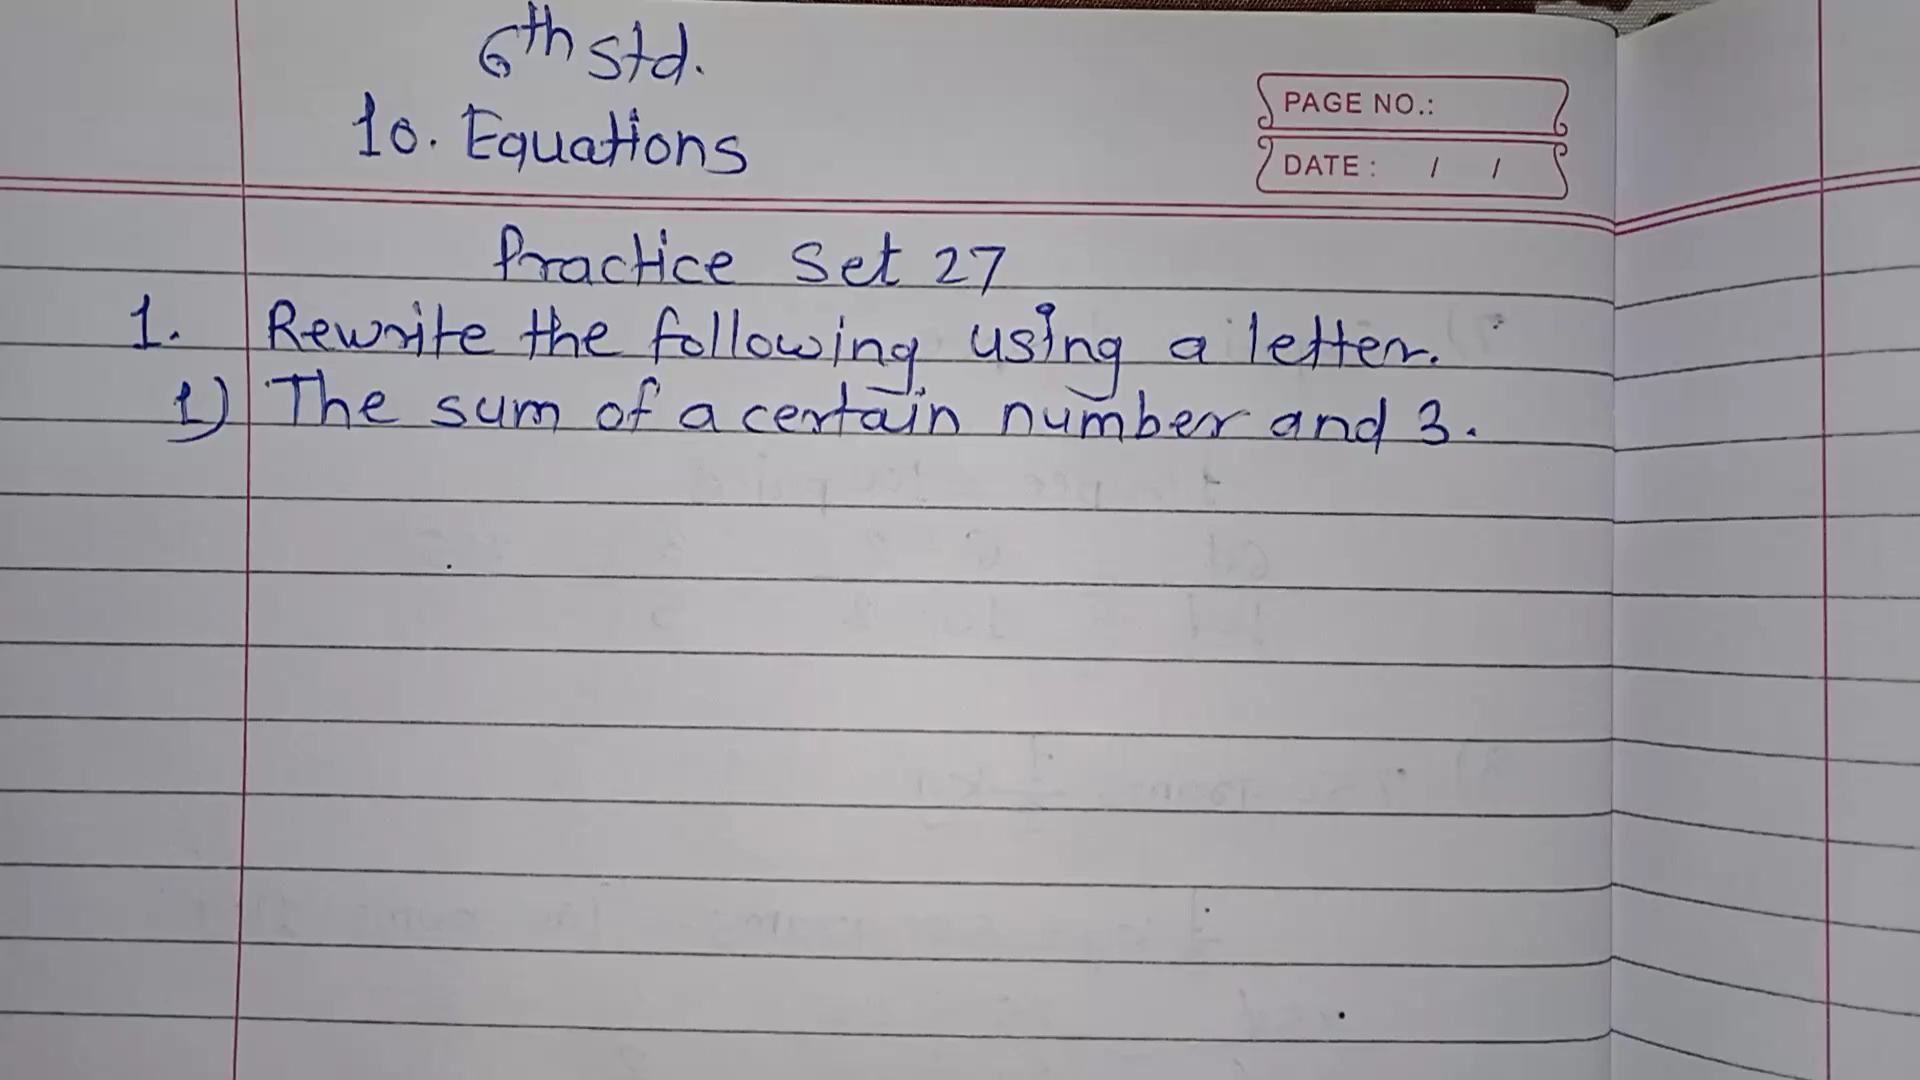 6th std.
10. Equations
PAGE NO.:
DATE : / /
Practice Set 27
1. Rewrite the following using a letter.
1) The sum of a certain number and 3.